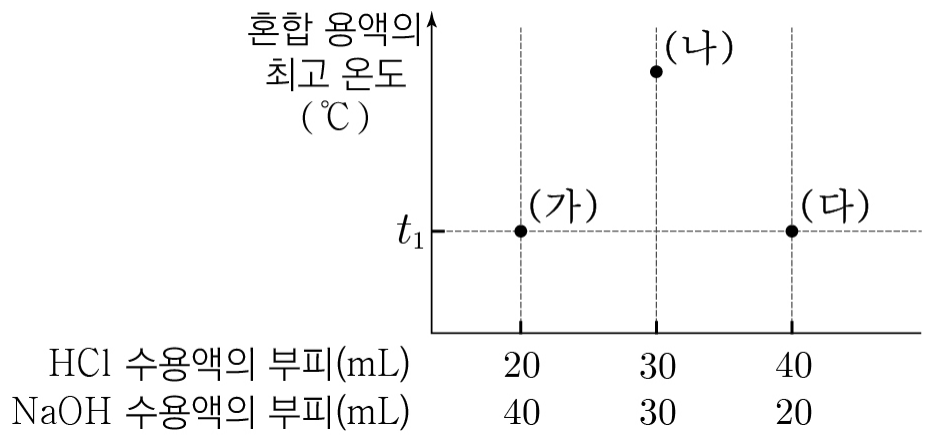 혼합 용액의
최고 온도
(℃)
(나)
(가)
(다)
t₁
HCl 수용액의 부피(mL) 20 30 40
NaOH 수용액의 부피(mL) 40 30 20